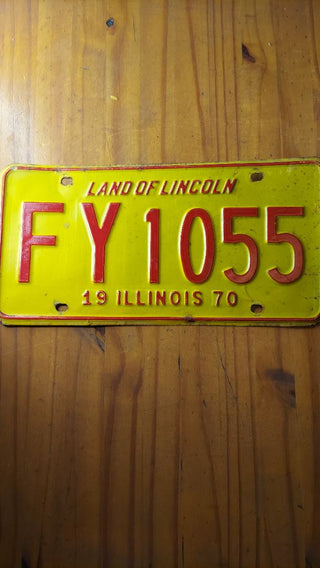 LAND OF LINCOLN
FY 1055
19 ILLINOIS 70